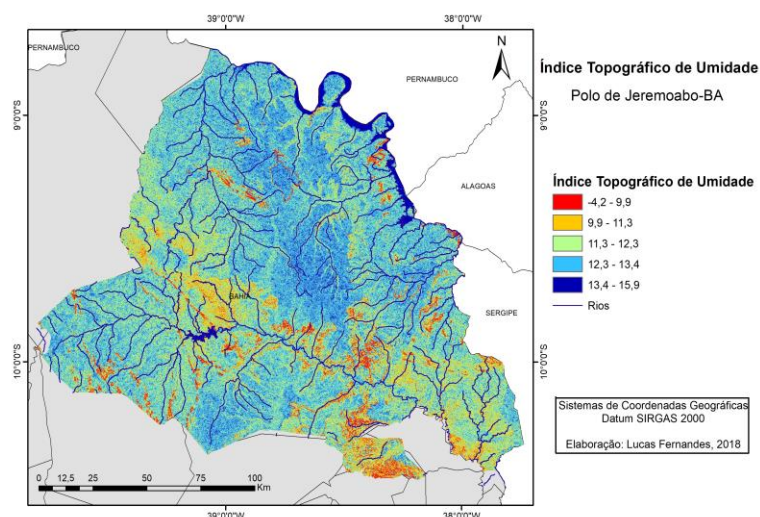 39°0'0"W
38°0'0"W
PERNAMBUCO
PERNAMBUCO
N
9°0'0"S
9°0'0"S
ALAGOAS
BAHIA
SERGIPE
10°0'0"S
10°0'0"S
0 12,5 25 50 75 100
Km
39°0'0"W
38°0'0"W
Índice Topográfico de Umidade
Polo de Jeremoabo-BA
Índice Topográfico de Umidade
-4,2 - 9,9
9,9 - 11,3
11,3 - 12,3
12,3 - 13,4
13,4 - 15,9
Rios
Sistemas de Coordenadas Geográficas
Datum SIRGAS 2000
Elaboração: Lucas Fernandes, 2018